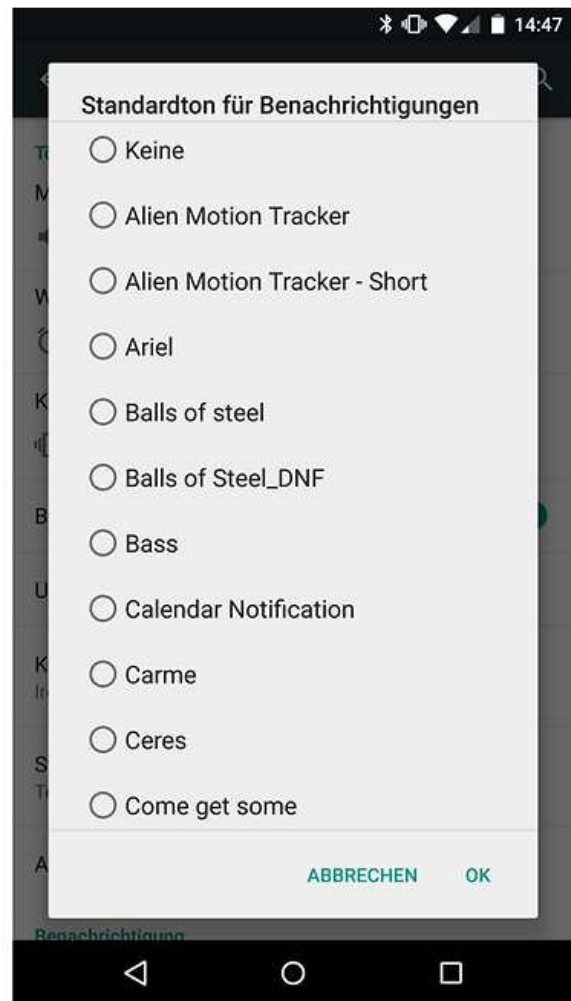 14:47
Standardton für Benachrichtigungen
Keine
Alien Motion Tracker
Alien Motion Tracker - Short
Ariel
Balls of steel
Balls of Steel_DNF
Bass
Calendar Notification
Carme
Ceres
Come get some
ABBRECHEN OK
Benachrichtigung